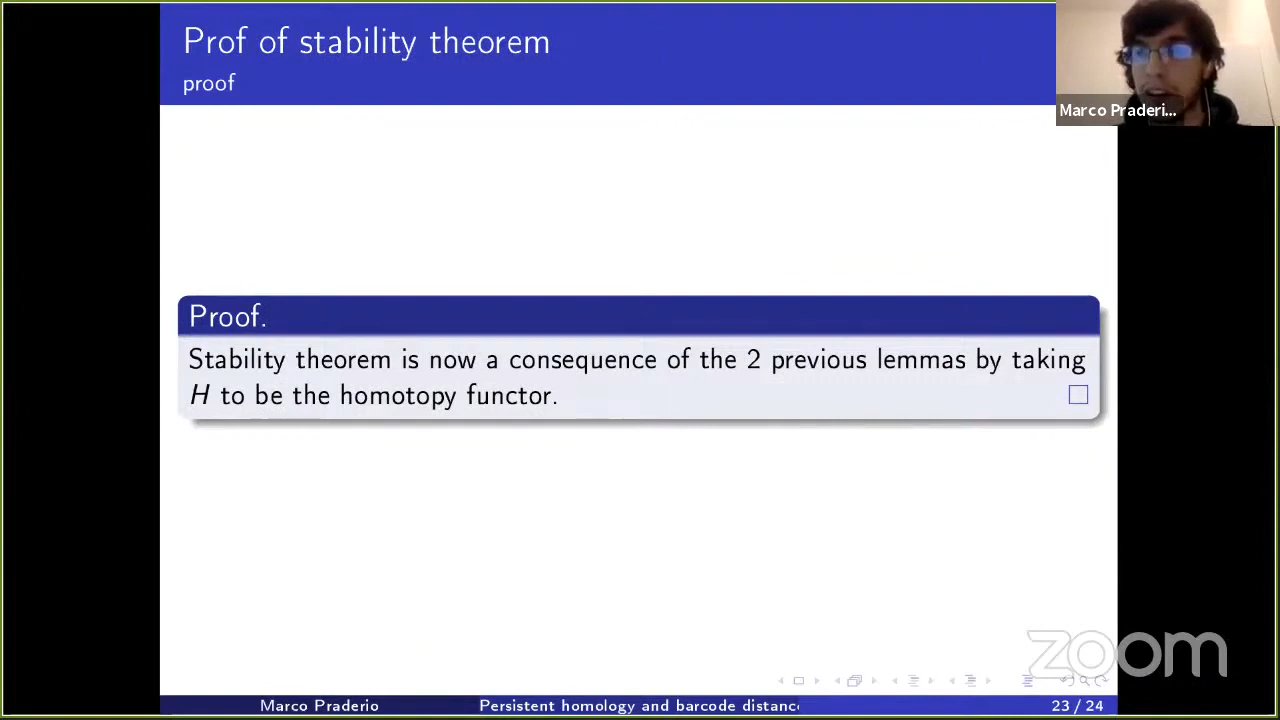 Prof of stability theorem
proof
Marco Praderi...
Proof.
Stability theorem is now a consequence of the 2 previous lemmas by taking
H to be the homotopy functor.
zoom
Marco Praderio
Persistent homology and barcode distanc
23 / 24